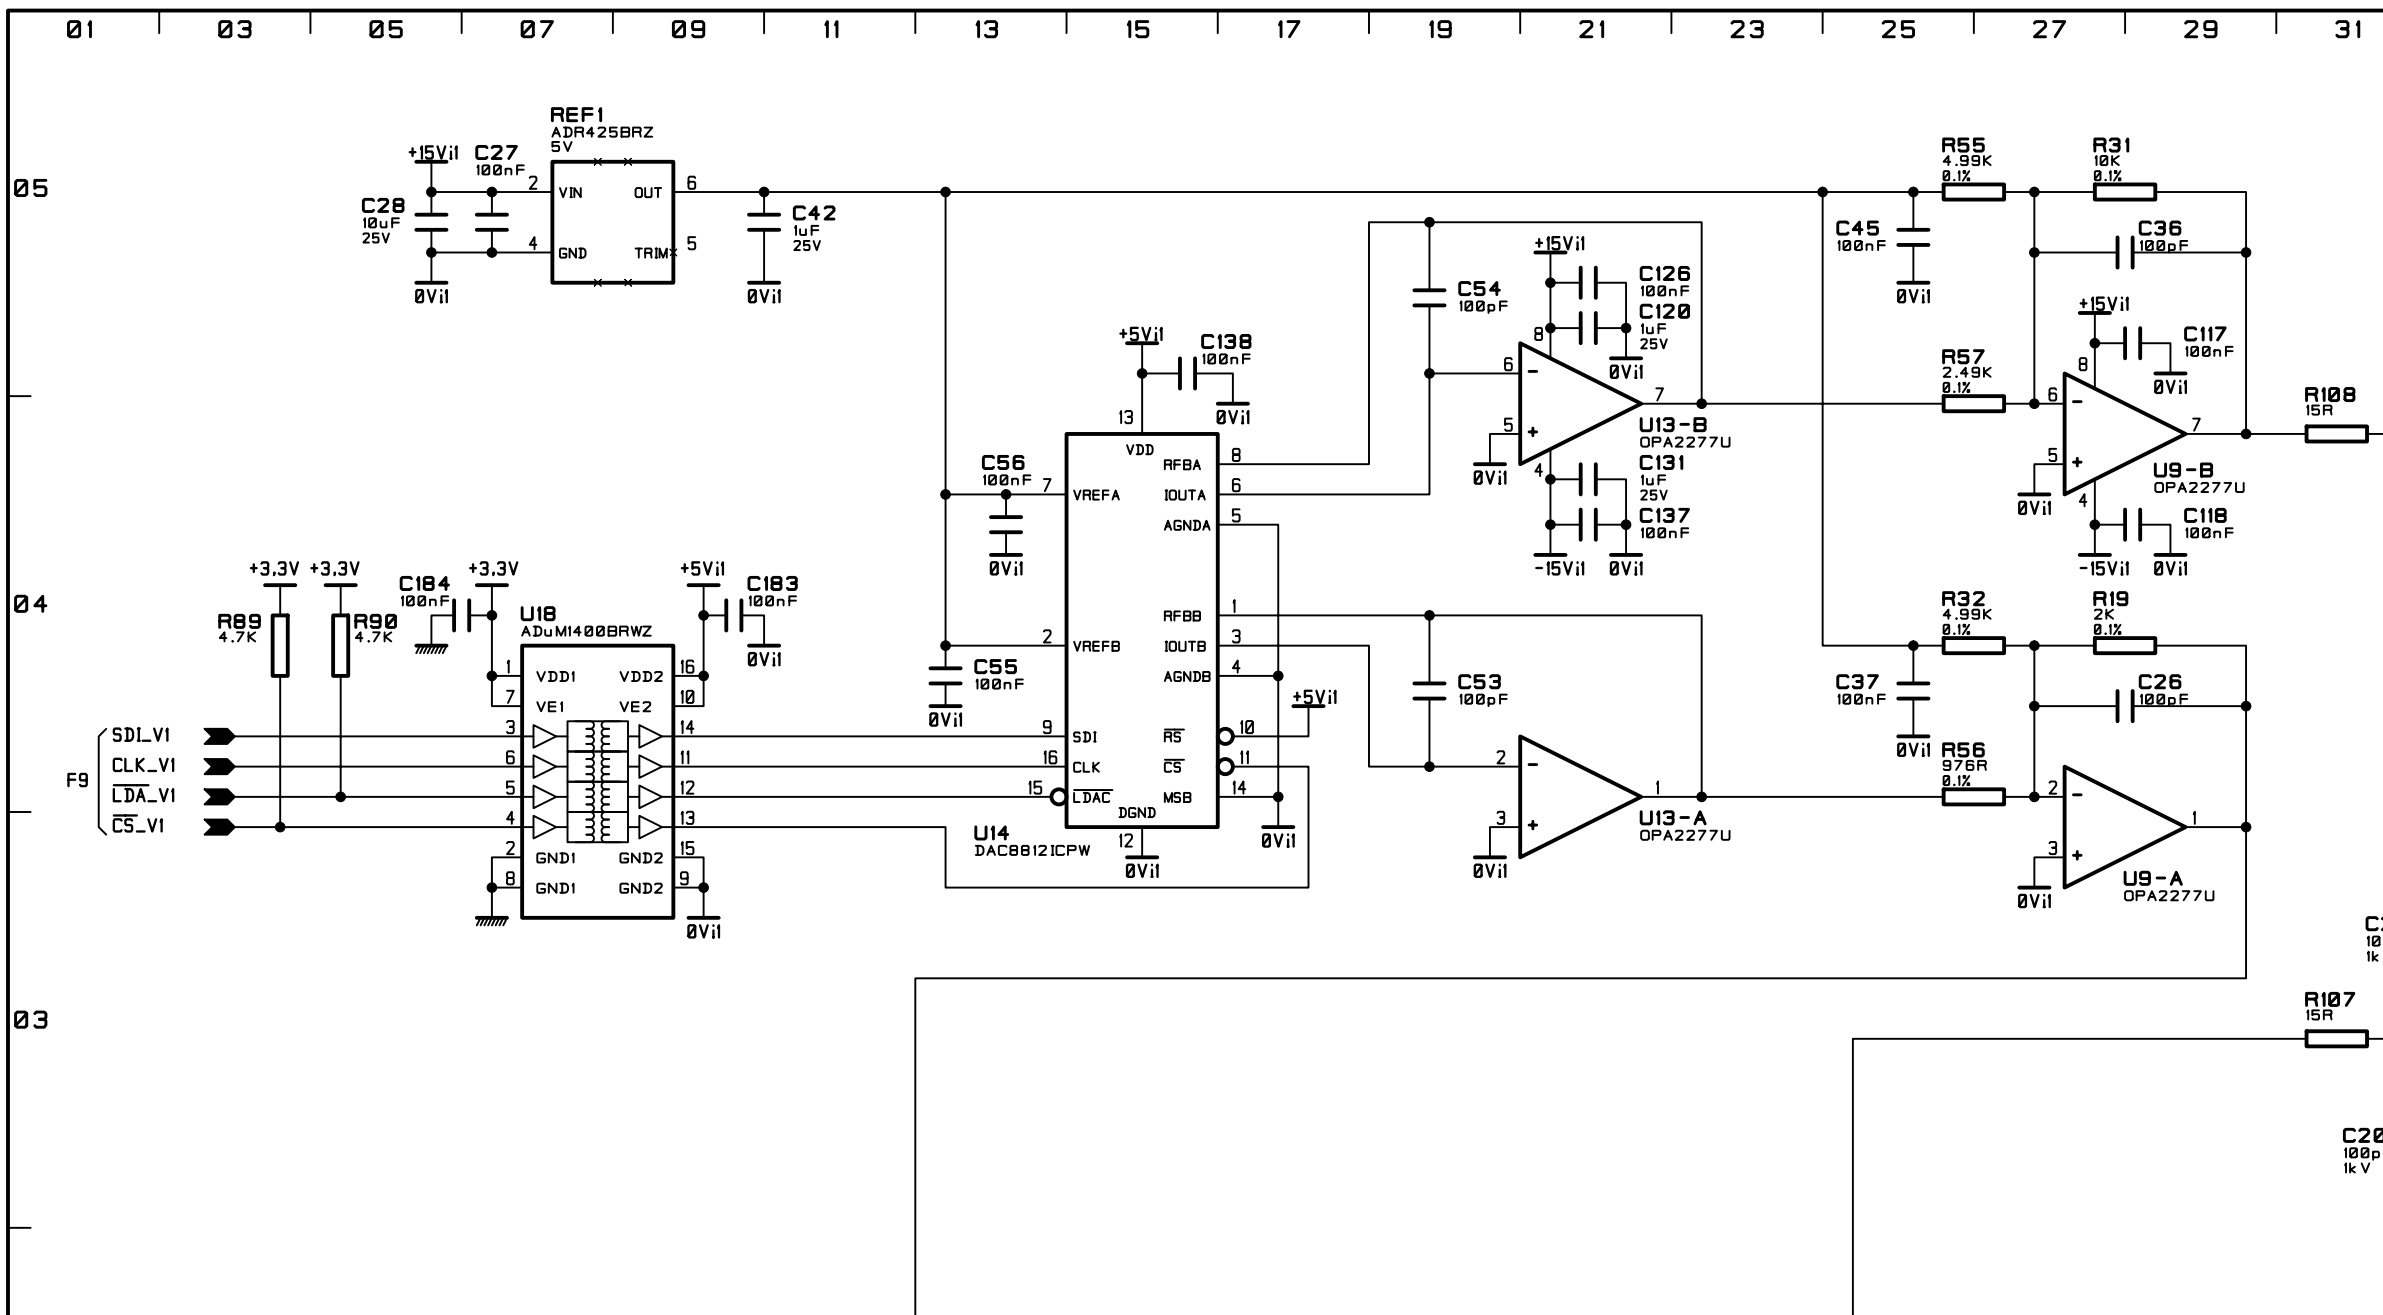 01 03 05 07 09 11 13 15 17 19 21 23 25 27 29 31
05
04
03
REF1
ADR425BRZ
5V
+15Vi1
C27
100nF
2
VIN
OUT
6
C28
10uF
25V
4
GND
TRIM
5
0Vi1
C42
1uF
25V
0Vi1
R55
4.99K
0.1%
R31
10K
0.1%
C45
100nF
0Vi1
C36
100pF
C54
100pF
+15Vi1
C126
100nF
C120
1uF
25V
8
0Vi1
6
-
5
+
7
0Vi1
U13-B
OPA2277U
4
C131
1uF
25V
C137
100nF
-15Vi1
0Vi1
+5Vi1
C138
100nF
0Vi1
13
VDD
C56
100nF
0Vi1
7
VREFA
RFBA
8
IOUTA
6
AGNDA
5
RFBB
1
2
VREFB
IOUTB
3
AGNDB
4
C55
100nF
0Vi1
9
SDI
RS
10
+5Vi1
16
CLK
CS
11
15
LDAC
MSB
14
DGND
12
0Vi1
0Vi1
U14
DAC8812ICPW
R57
2.49K
0.1%
+15Vi1
C117
100nF
8
0Vi1
6
-
5
+
7
0Vi1
U9-B
OPA2277U
4
C118
100nF
-15Vi1
0Vi1
R108
15R
+3,3V
+3,3V
R89
4.7K
R90
4.7K
C184
100nF
+3,3V
+5Vi1
C183
100nF
0Vi1
U18
ADuM1400BRWZ
1
VDD1
VDD2
16
7
VE1
VE2
10
F9
SDI_V1
3
14
CLK_V1
6
11
LDA_V1
5
12
CS_V1
4
13
2
GND1
GND2
15
8
GND1
GND2
9
0Vi1
C53
100pF
2
-
3
+
1
0Vi1
U13-A
OPA2277U
R32
4.99K
0.1%
R19
2K
0.1%
C37
100nF
0Vi1
C26
100pF
R56
976R
0.1%
2
-
3
+
1
0Vi1
U9-A
OPA2277U
10
1k
R107
15R
C20
100p
1kV